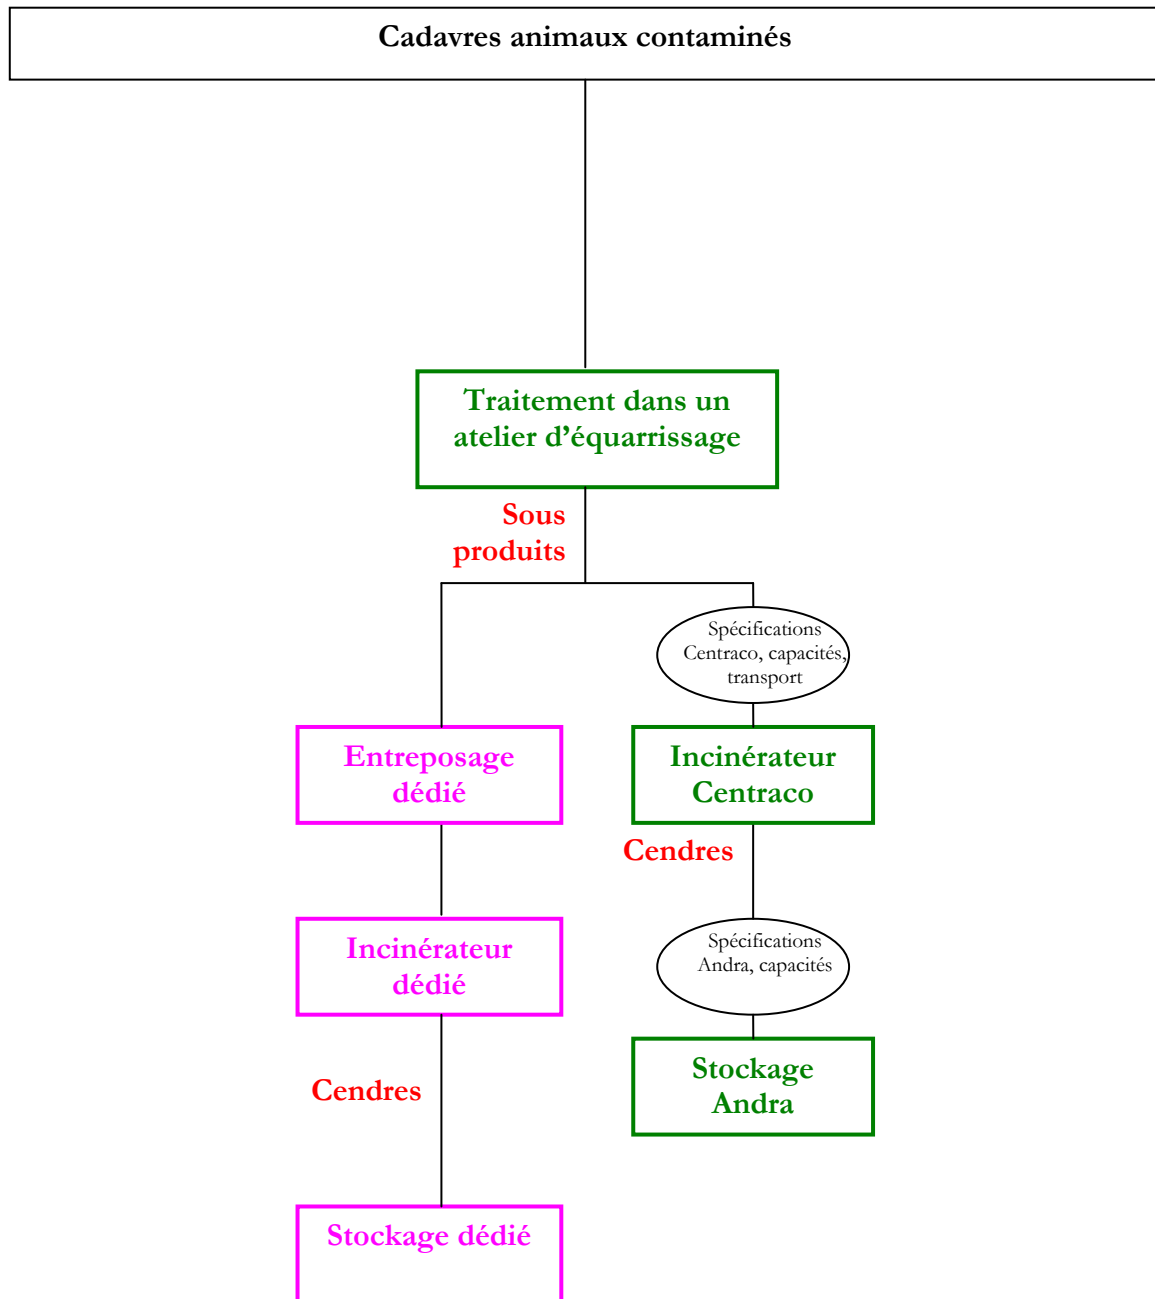 Cadavres animaux contaminés
Traitement dans un
atelier d’équarrissage
Sous
produits
Spécifications
Centraco, capacités,
transport
Entreposage
dédié
Incinérateur
Centraco
Cendres
Incinérateur
dédié
Spécifications
Andra, capacités
Stockage
Andra
Cendres
Stockage dédié